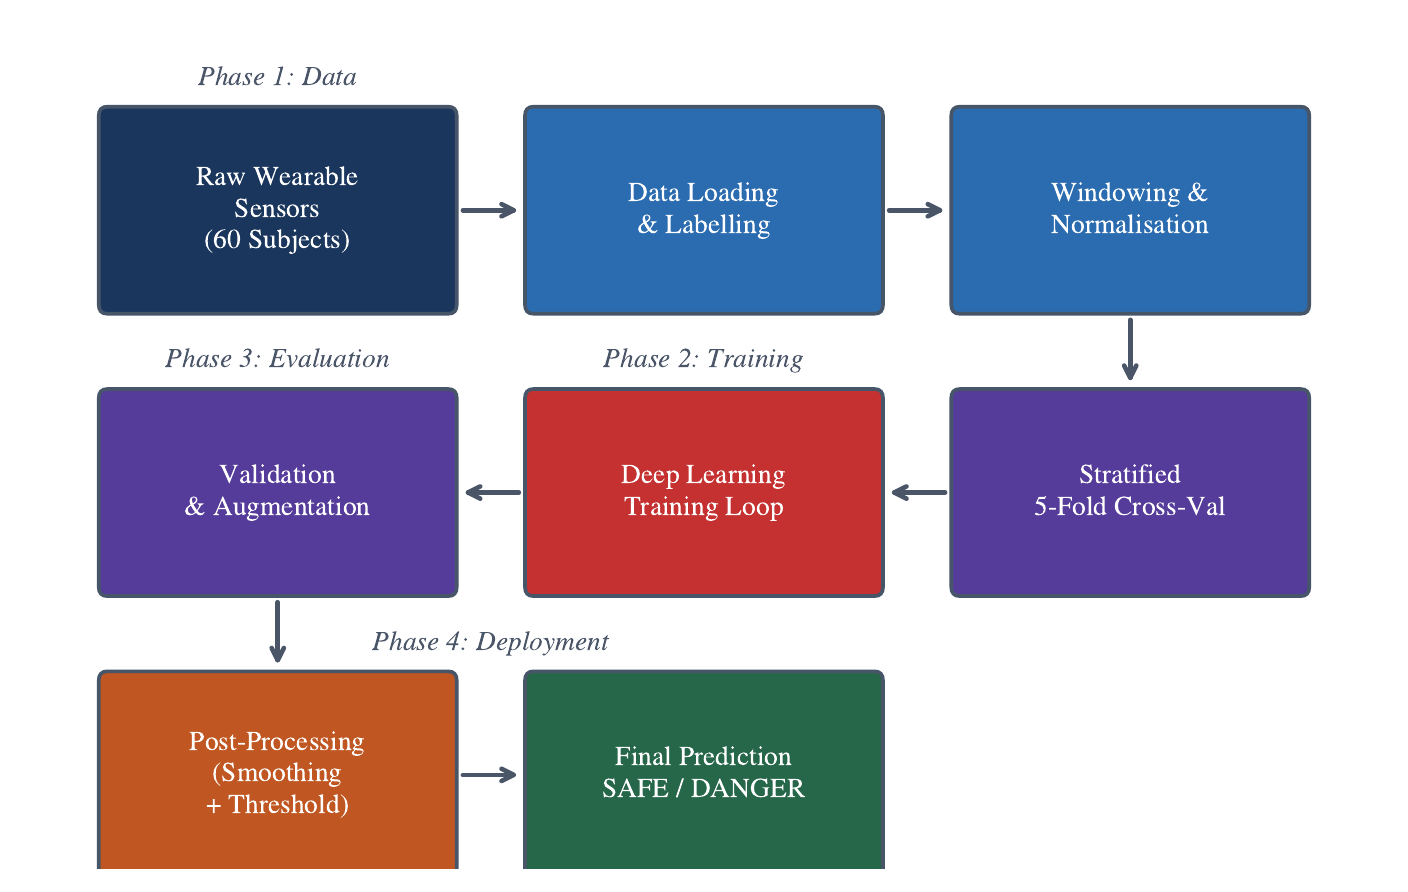 Phase 1: Data
Raw Wearable
Sensors
(60 Subjects)
Data Loading
& Labelling
Windowing &
Normalisation
Phase 3: Evaluation
Phase 2: Training
Validation
& Augmentation
Deep Learning
Training Loop
Stratified
5-Fold Cross-Val
Phase 4: Deployment
Post-Processing
(Smoothing
+ Threshold)
Final Prediction
SAFE / DANGER